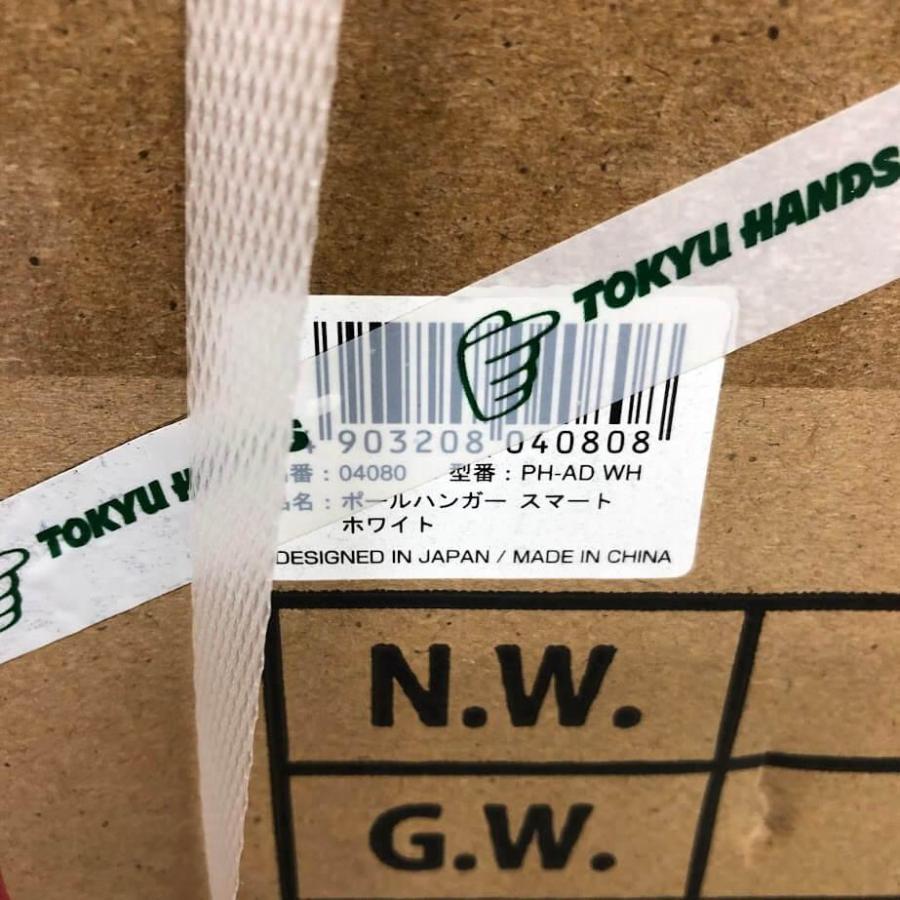 TOKYU HANDS
4 903208 040808
番：04080 型番：PH-AD WH
名：ポールハンガー スマート
ホワイト
DESIGNED IN JAPAN / MADE IN CHINA
TOKYU H S
N.W.
G.W.